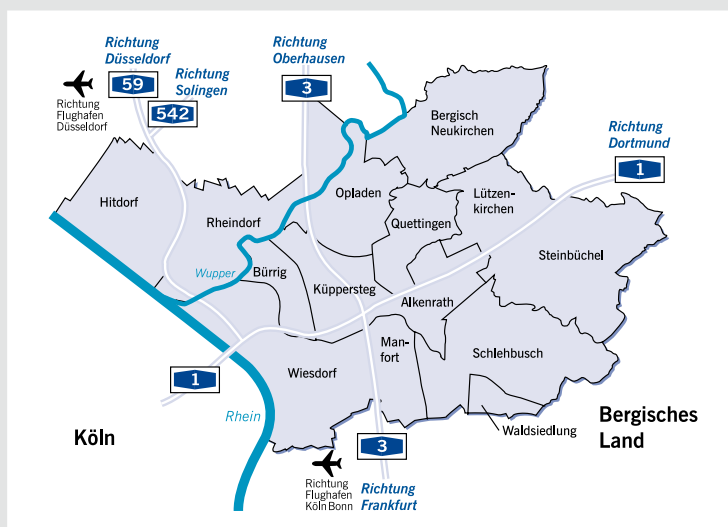 Richtung
Düsseldorf
59
Richtung
Solingen
542
Richtung
Flughafen
Düsseldorf
Richtung
Oberhausen
3
Bergisch
Neukirchen
Richtung
Dortmund
1
Hitdorf
Rheindorf
Opladen
Quettingen
Lützen-
kirchen
Steinbüchel
Wupper
Bürrig
Küppersteg
Alkenrath
Man-
fort
Schlehbusch
Wiesdorf
1
Rhein
Köln
Waldsiedlung
Bergisches
Land
3
Richtung
Flughafen
Köln Bonn
Richtung
Frankfurt